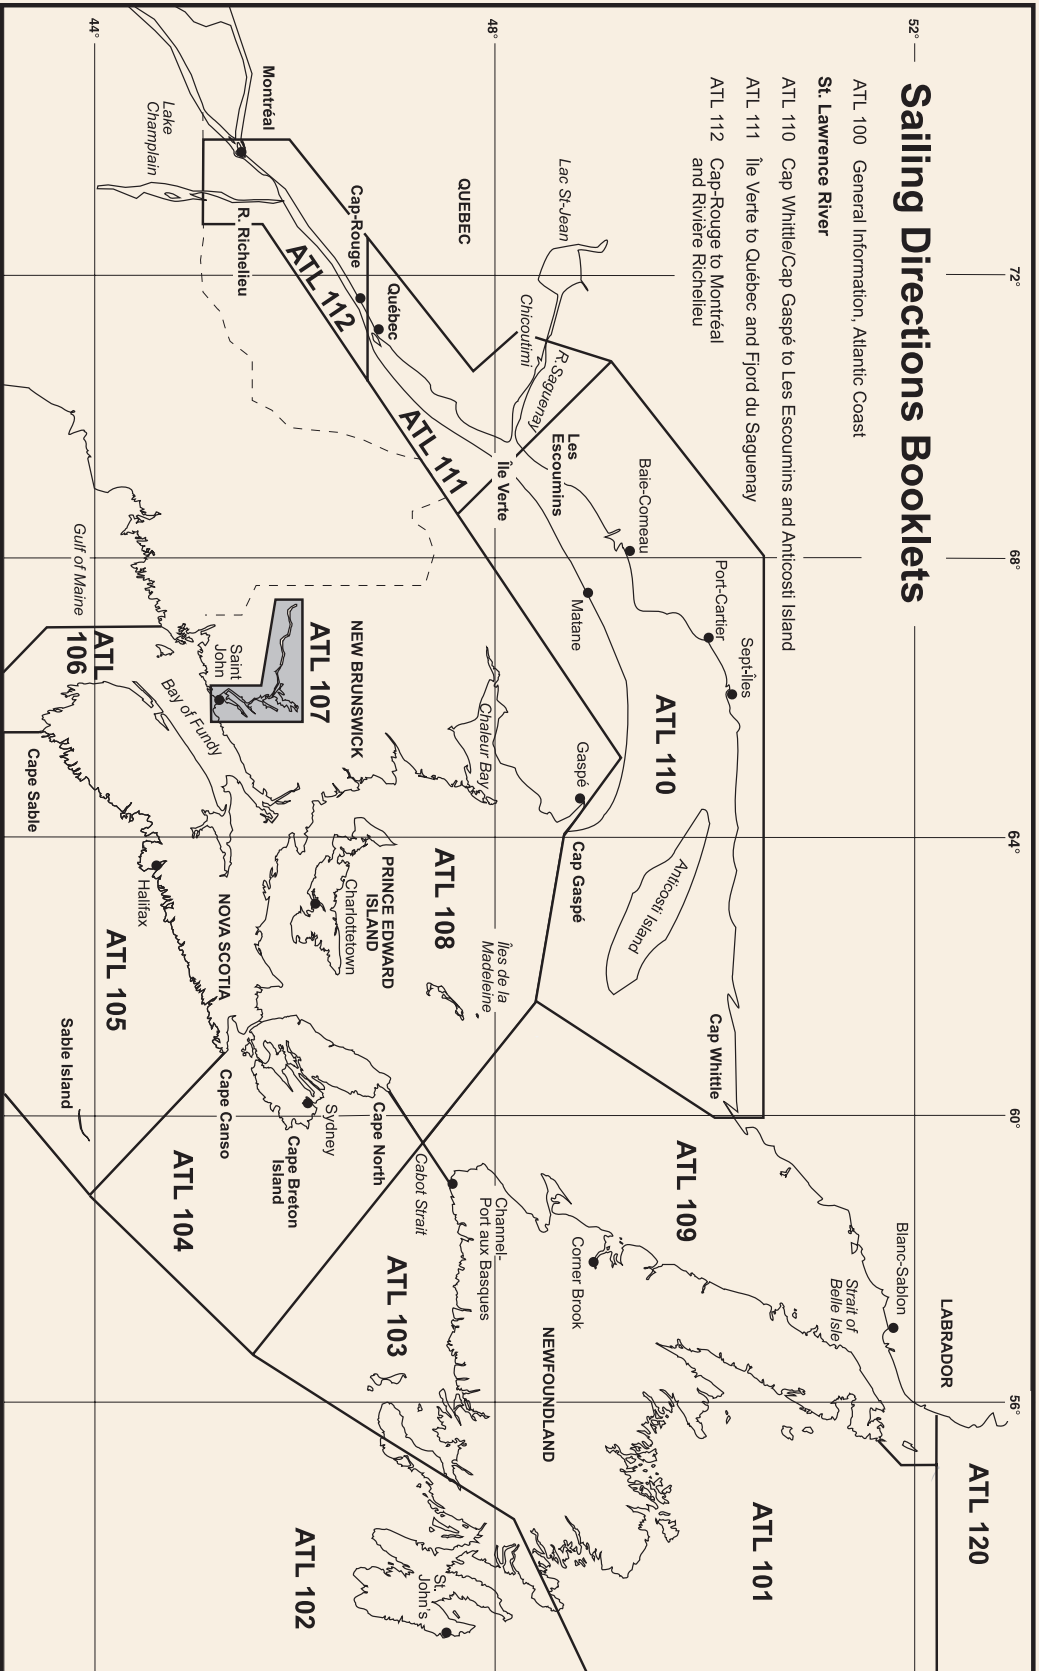 Sailing Directions Booklets
ATL 100 General Information, Atlantic Coast
St. Lawrence River
ATL 110 Cap Whittle/Cap Gaspé to Les Escoumins and Anticosti Island
ATL 111 Île Verte to Québec and Fjord du Saguenay
ATL 112 Cap-Rouge to Montréal
and Rivière Richelieu
52°
48°
44°
72°
68°
64°
60°
56°
LABRADOR
ATL 120
Blanc-Sablon
Strait of
Belle Isle
ATL 101
Sept-Îles
Port-Cartier
Baie-Comeau
Les
Escoumins
Matane
ATL 110
Anticosti Island
Cap Whittle
ATL 109
Lac St-Jean
Chicoutimi
R.Saguenay
QUEBEC
Île Verte
ATL 111
Gaspé
Cap Gaspé
Corner Brook
NEWFOUNDLAND
Cap-Rouge
Québec
ATL 112
Chaleur Bay
Îles de la
Madeleine
ATL 108
Channel-
Port aux Basques
Cabot Strait
ATL 103
St.
John's
ATL 102
Montréal
R. Richelieu
Lake
Champlain
NEW BRUNSWICK
ATL 107
PRINCE EDWARD
ISLAND
Charlottetown
Cape North
Sydney
Cape Breton
Island
Saint
John
Bay of Fundy
NOVA SCOTIA
Cape Canso
ATL 104
Gulf of Maine
ATL
106
Cape Sable
Halifax
ATL 105
Sable Island